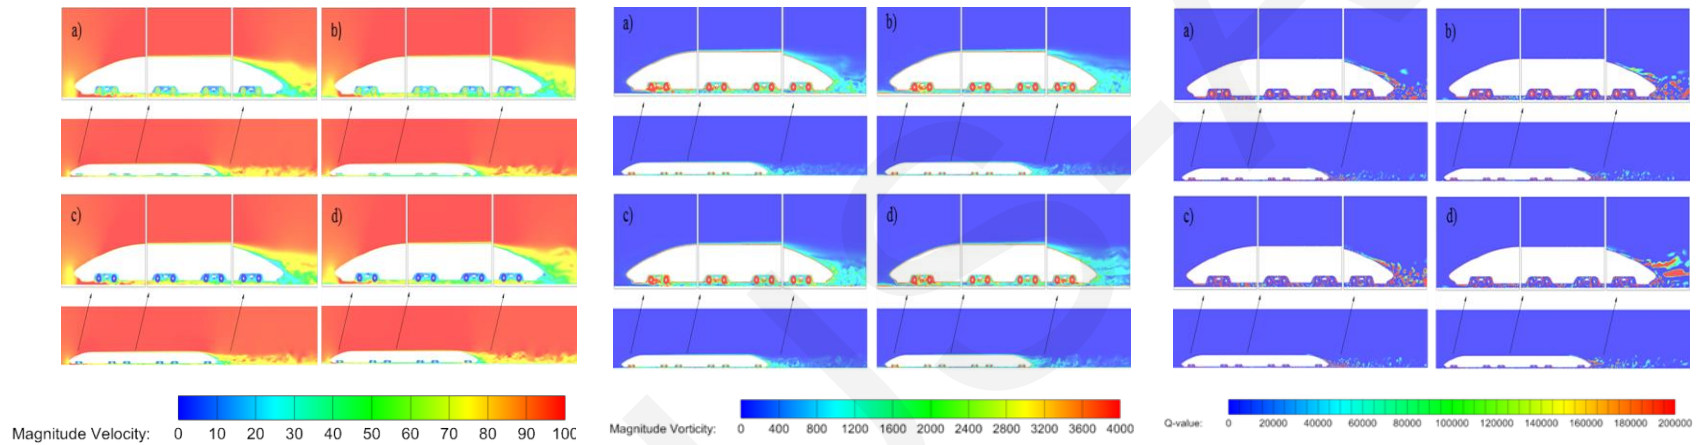 a)
b)
c)
d)
Magnitude Velocity: 0 10 20 30 40 50 60 70 80 90 100
a)
b)
c)
d)
Magnitude Vorticity: 0 400 800 1200 1600 2000 2400 2800 3200 3600 4000
a)
b)
c)
d)
Q-value: 0 20000 40000 60000 80000 100000 120000 140000 160000 180000 200000